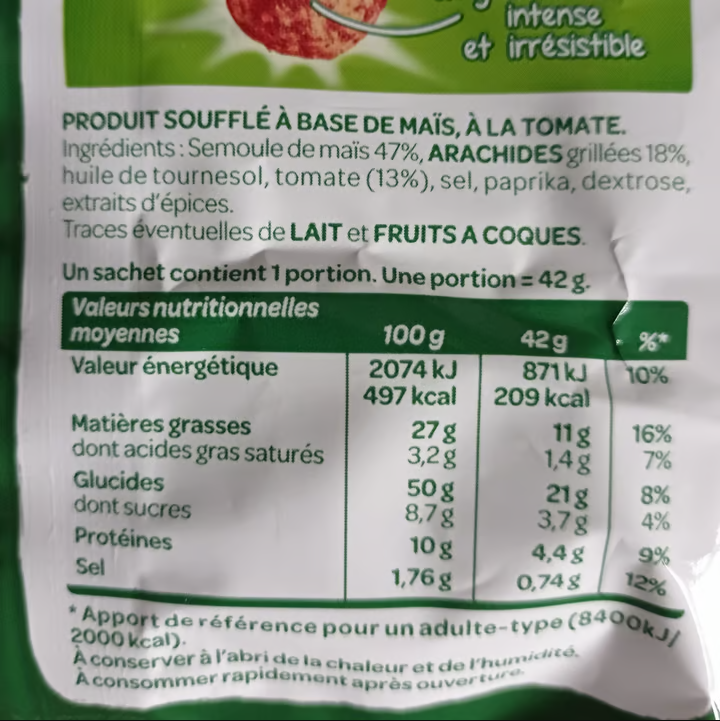 intense
et irrésistible
PRODUIT SOUFFLÉ À BASE DE MAÏS, À LA TOMATE.
Ingrédients : Semoule de maïs 47%, ARACHIDES grillées 18%,
huile de tournesol, tomate (13%), sel, paprika, dextrose,
extraits d'épices.
Traces éventuelles de LAIT et FRUITS A COQUES.
Un sachet contient 1 portion. Une portion = 42 g.
Valeurs nutritionnelles
moyennes 100 g 42 g %*
Valeur énergétique 2074 kJ 871 kJ 10%
497 kcal 209 kcal
Matières grasses 27 g 11 g 16%
dont acides gras saturés 3,2 g 1,4 g 7%
Glucides 50 g 21 g 8%
dont sucres 8,7 g 3,7 g 4%
Protéines 10 g 4,4 g 9%
Sel 1,76 g 0,74 g 12%
* Apport de référence pour un adulte-type (8400 kJ/
2000 kcal).
À conserver à l'abri de la chaleur et de l'humidité.
À consommer rapidement après ouverture.